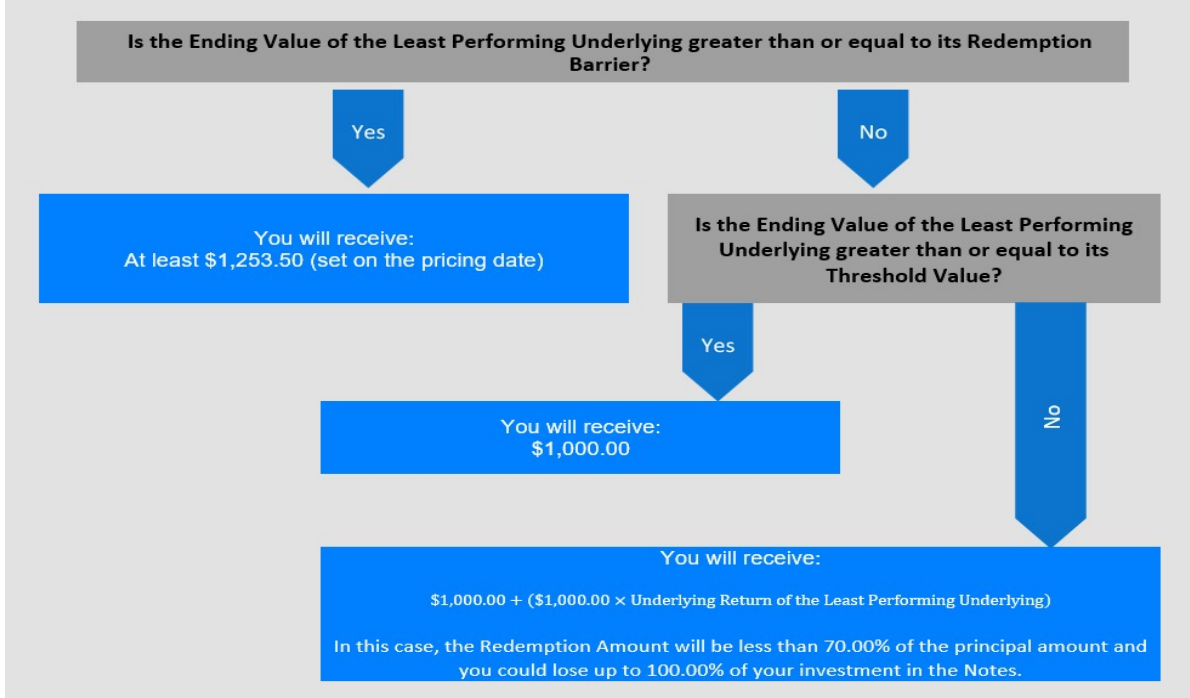 Is the Ending Value of the Least Performing Underlying greater than or equal to its Redemption
Barrier?
Yes
No
You will receive:
At least $1,253.50 (set on the pricing date)
Is the Ending Value of the Least Performing
Underlying greater than or equal to its
Threshold Value?
Yes
No
You will receive:
$1,000.00
You will receive:
$1,000.00 + ($1,000.00 × Underlying Return of the Least Performing Underlying)
In this case, the Redemption Amount will be less than 70.00% of the principal amount and
you could lose up to 100.00% of your investment in the Notes.